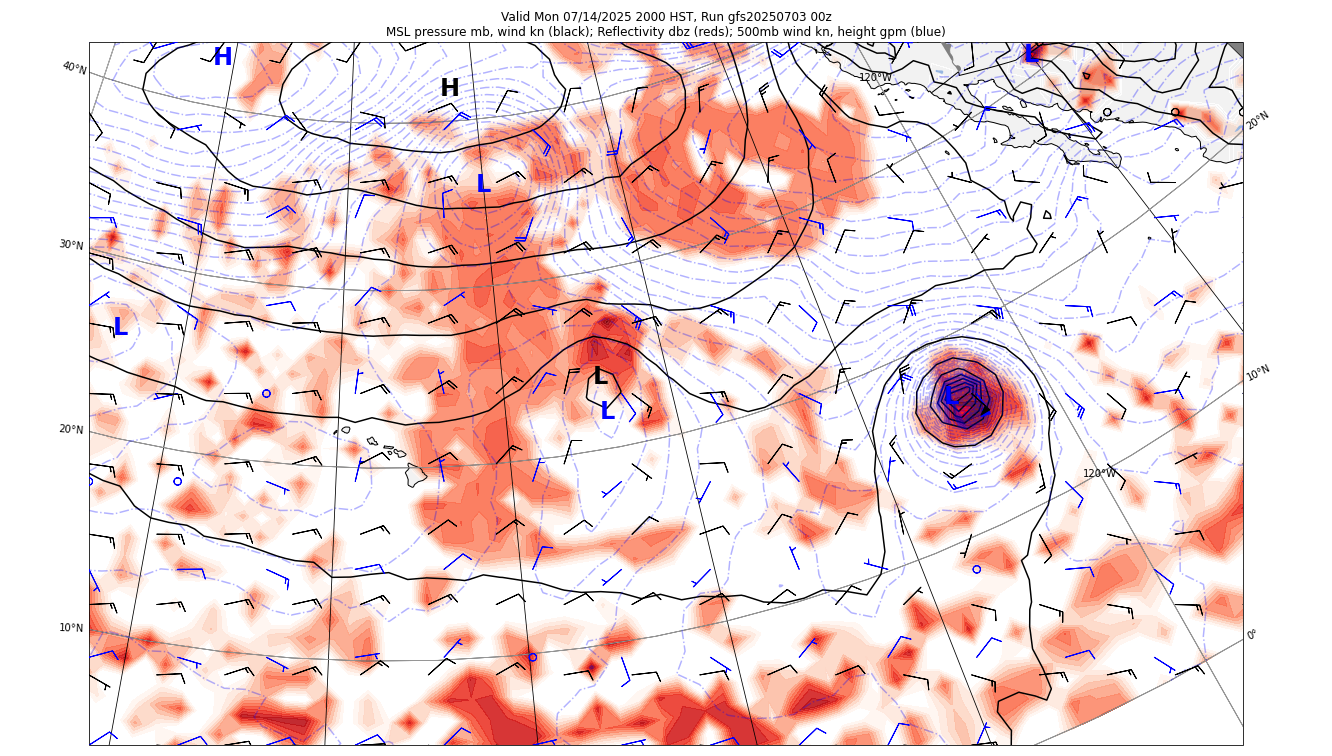 Valid Mon 07/14/2025 2000 HST, Run gfs20250703 00z
MSL pressure mb, wind kn (black); Reflectivity dbz (reds); 500mb wind kn, height gpm (blue)
H
L
40°N
120°W
H
20°N
L
30°N
L
L
10°N
L
L
20°N
120°W
10°N
0°